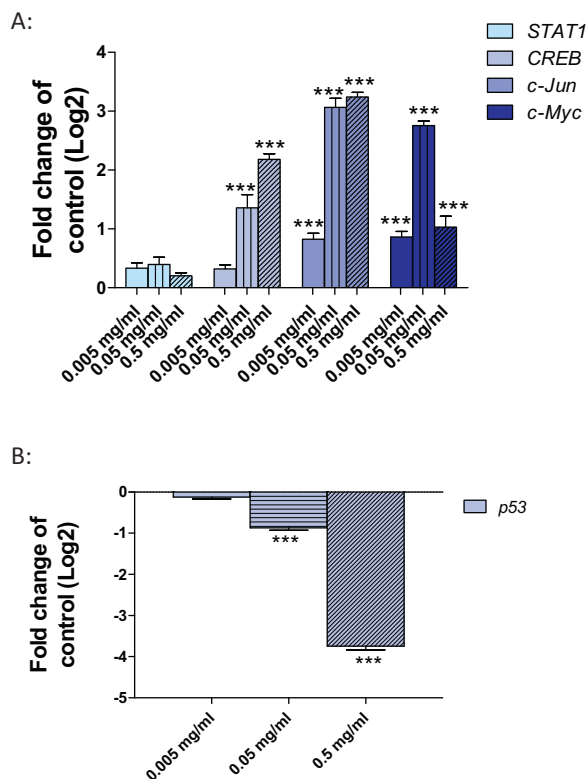 A:
STAT1
CREB
c-Jun
c-Myc
Fold change of
control (Log2)
4
3
2
1
0
***
***
***
***
***
***
***
***
0.005 mg/ml
0.05 mg/ml
0.5 mg/ml
0.005 mg/ml
0.05 mg/ml
0.5 mg/ml
0.005 mg/ml
0.05 mg/ml
0.5 mg/ml
0.005 mg/ml
0.05 mg/ml
0.5 mg/ml
B:
p53
Fold change of
control (Log2)
0
-1
-2
-3
-4
-5
***
***
0.005 mg/ml
0.05 mg/ml
0.5 mg/ml